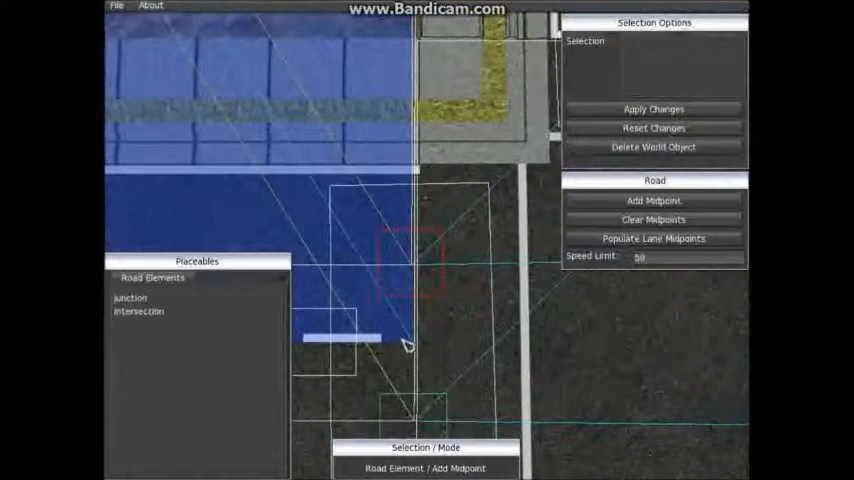 File About
www.Bandicam.com
Selection Options
Selection
Apply Changes
Reset Changes
Delete World Object
Road
Add Midpoint
Clear Midpoints
Populate Lane Midpoints
Speed Limit: 50
Placeables
Road Elements
junction
intersection
Selection / Mode
Road Element / Add Midpoint